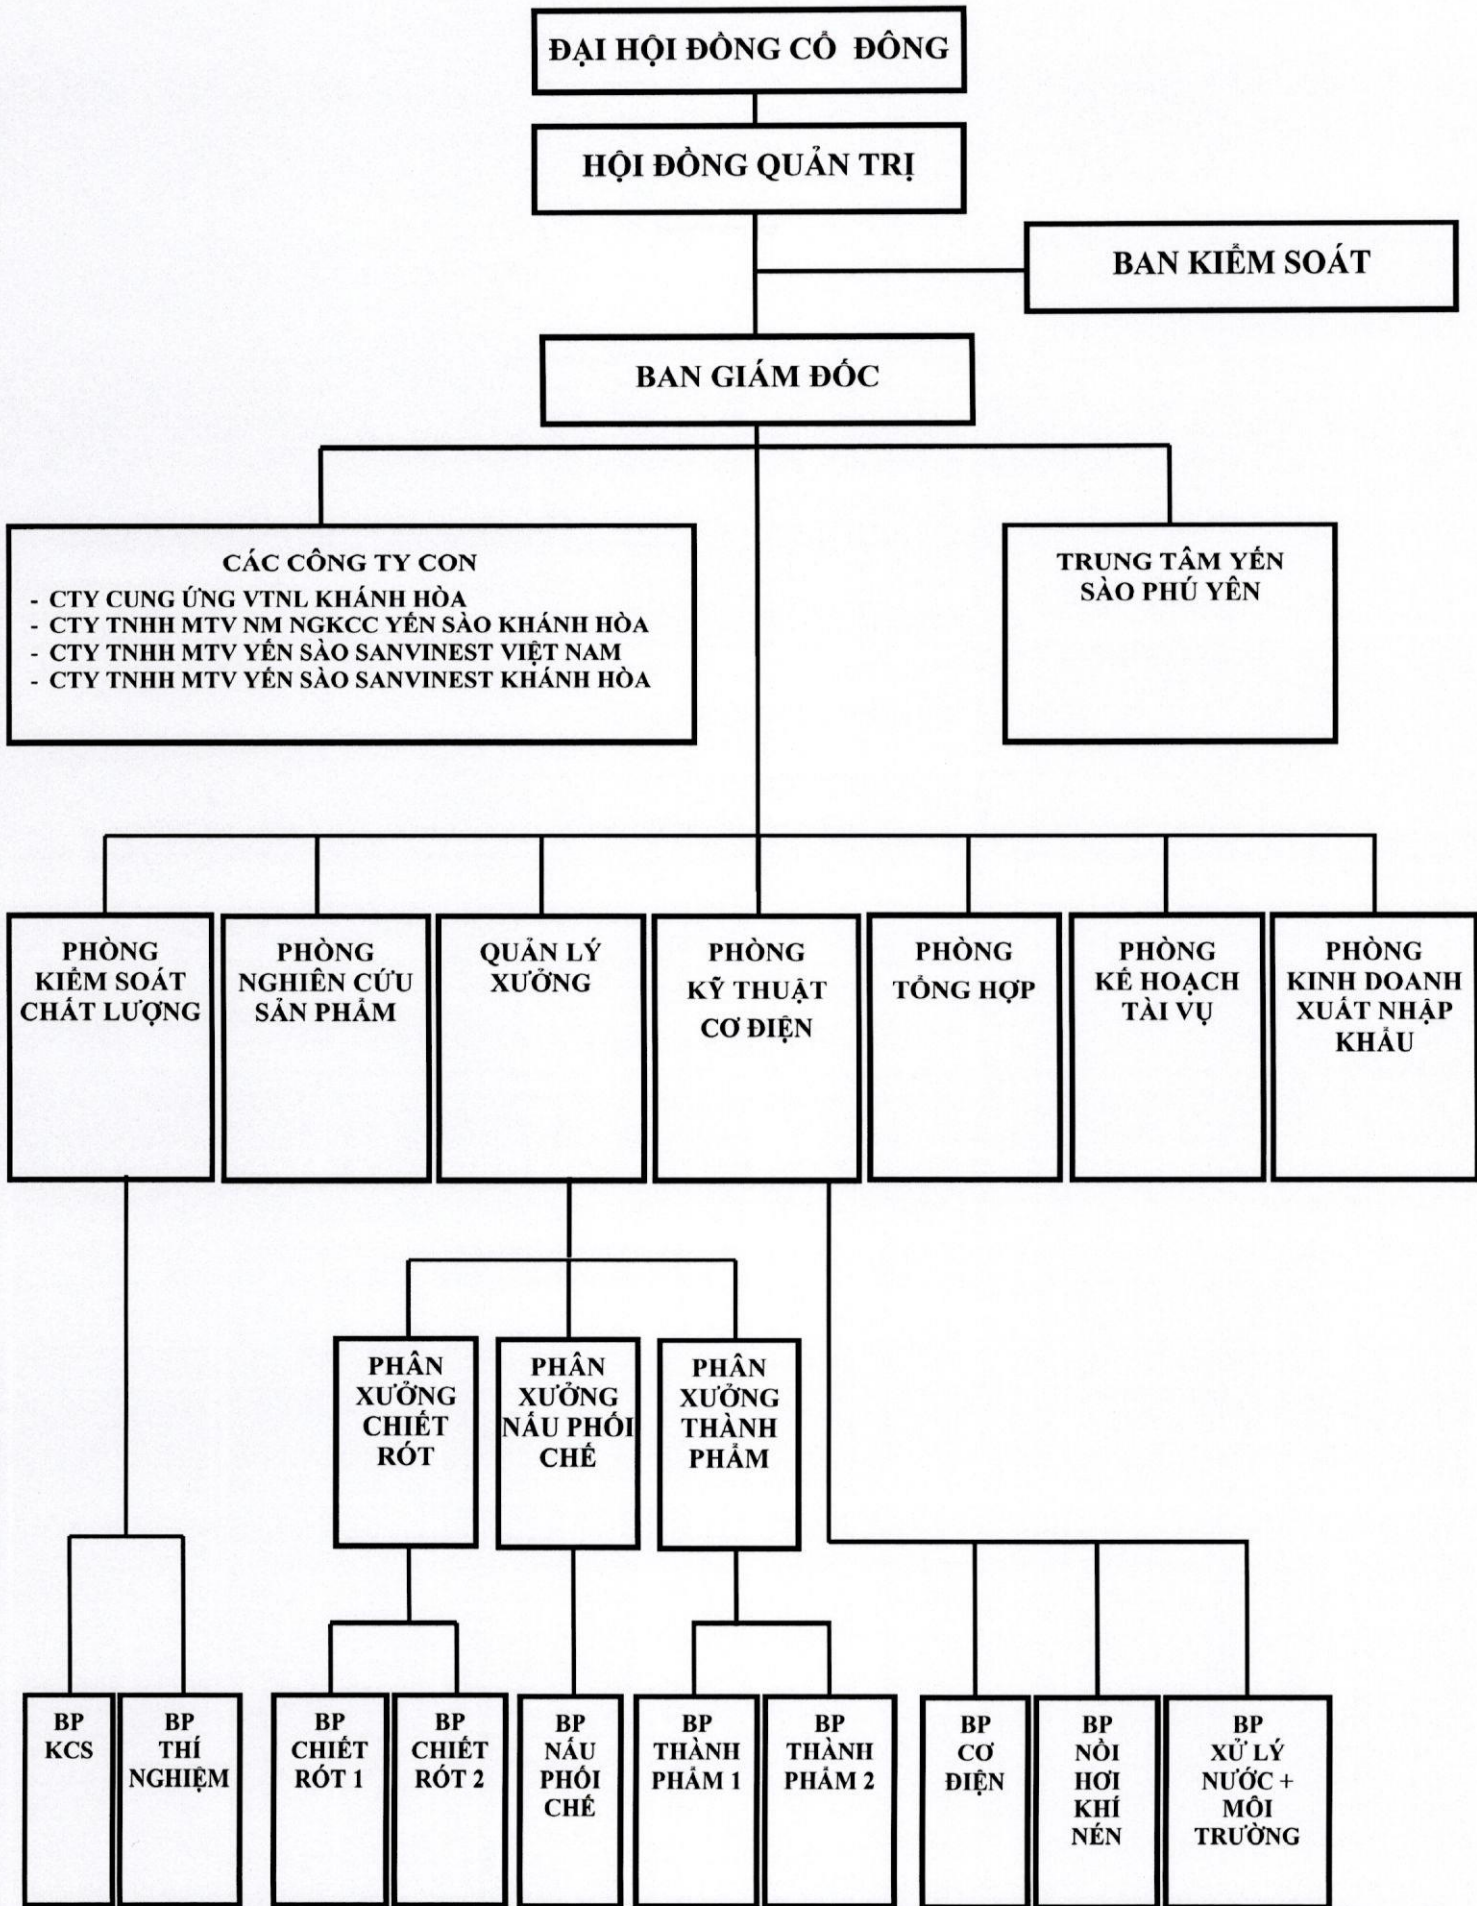 ĐẠI HỘI ĐỒNG CỔ ĐÔNG
HỘI ĐỒNG QUẢN TRỊ
BAN KIỂM SOÁT
BAN GIÁM ĐỐC
CÁC CÔNG TY CON
- CTY CUNG ỨNG VTNL KHÁNH HÒA
- CTY TNHH MTV NM NGKCC YẾN SÀO KHÁNH HÒA
- CTY TNHH MTV YẾN SÀO SANVINEST VIỆT NAM
- CTY TNHH MTV YẾN SÀO SANVINEST KHÁNH HÒA
TRUNG TÂM YẾN
SÀO PHÚ YÊN
PHÒNG
KIỂM SOÁT
CHẤT LƯỢNG
PHÒNG
NGHIÊN CỨU
SẢN PHẨM
QUẢN LÝ
XƯỞNG
PHÒNG
KỸ THUẬT
CƠ ĐIỆN
PHÒNG
TỔNG HỢP
PHÒNG
KẾ HOẠCH
TÀI VỤ
PHÒNG
KINH DOANH
XUẤT NHẬP
KHẨU
PHÂN
XƯỞNG
CHIẾT
RÓT
PHÂN
XƯỞNG
NẤU PHỐI
CHẾ
PHÂN
XƯỞNG
THÀNH
PHẨM
BP
KCS
BP
THÍ
NGHIỆM
BP
CHIẾT
RÓT 1
BP
CHIẾT
RÓT 2
BP
NẤU
PHỐI
CHẾ
BP
THÀNH
PHẨM 1
BP
THÀNH
PHẨM 2
BP
CƠ
ĐIỆN
BP
NỒI
HƠI
KHÍ
NÉN
BP
XỬ LÝ
NƯỚC +
MÔI
TRƯỜNG